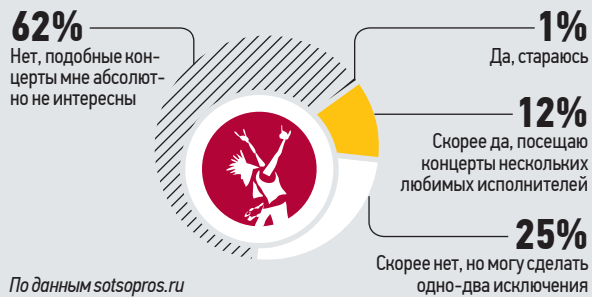 62%
Нет, подобные кон-
церты мне абсолют-
но не интересны
1%
Да, стараюсь
12%
Скорее да, посещаю
концерты нескольких
любимых исполнителей
25%
Скорее нет, но могу сделать
одно-два исключения
По данным sotsopros.ru